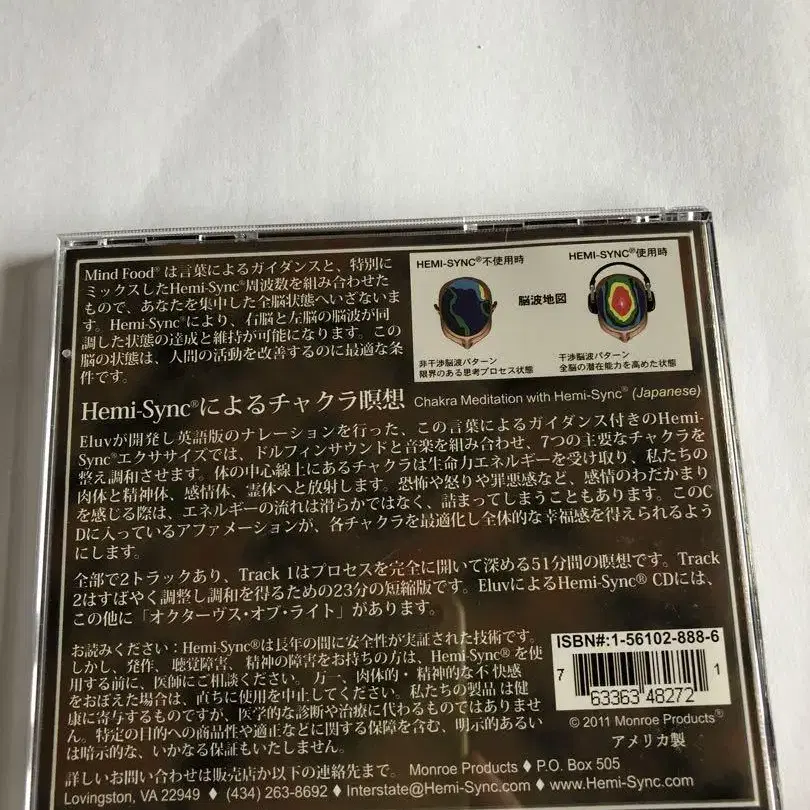 Mind Food® は言葉によるガイダンスと、特別に
ミックスしたHemi-Sync®周波数を組み合わせた
もので、あなたを集中した全脳状態へいざないま
す。Hemi-Sync®により、右脳と左脳の脳波が同
調した状態の達成と維持が可能になります。この
脳の状態は、人間の活動を改善するのに最適な条
件です。
HEMI-SYNC®不使用時
HEMI-SYNC®使用時
脳波地図
非干渉脳波パターン
限界のある思考プロセス状態
干渉脳波パターン
全脳の潜在能力を高めた状態
Hemi-Sync®によるチャクラ瞑想 Chakra Meditation with Hemi-Sync® (Japanese)
Eluvが開発し英語版のナレーションを行った、この言葉によるガイダンス付きのHemi-
Sync®エクササイズでは、ドルフィンサウンドと音楽を組み合わせ、7つの主要なチャクラを
整え調和させます。体の中心線上にあるチャクラは生命力エネルギーを受け取り、私たちの
肉体と精神体、感情体、霊体へと放射します。恐怖や怒りや罪悪感など、感情のわだかまり
を感じる際は、エネルギーの流れは滑らかではなく、詰まってしまうこともあります。このC
Dに入っているアファメーションが、各チャクラを最適化し全体的な幸福感を得えられるよう
にします。
全部で2トラックあり、Track 1はプロセスを完全に開いて深める51分間の瞑想です。Track
2はすばやく調整し調和を得るための23分の短縮版です。EluvによるHemi-Sync® CDには、
この他に「オクターヴス・オブ・ライト」があります。
お読みください：Hemi-Sync®は長年の間に安全性が実証された技術です。
しかし、発作、聴覚障害、精神の障害をお持ちの方は、Hemi-Sync® を使
用する前に、医師にご相談ください。万一、肉体的・精神的な不 快感
をおぼえた場合は、直ちに使用を中止してください。私たちの製品 は健
康に寄与するものですが、医学的な診断や治療に代わるものではありませ
ん。特定の目的への商品性や適正などに関する保障を含む、明示的あるい
は暗示的な、いかなる保証もいたしません。
ISBN#:1-56102-888-6
7 63363 48272 1
© 2011 Monroe Products®
アメリカ製
詳しいお問い合わせは販売店か以下の連絡先まで。 Monroe Products ♦ P.O. Box 505
Lovingston, VA 22949 ♦ (434) 263-8692 ♦ Interstate@Hemi-Sync.com ♦ www.Hemi-Sync.com